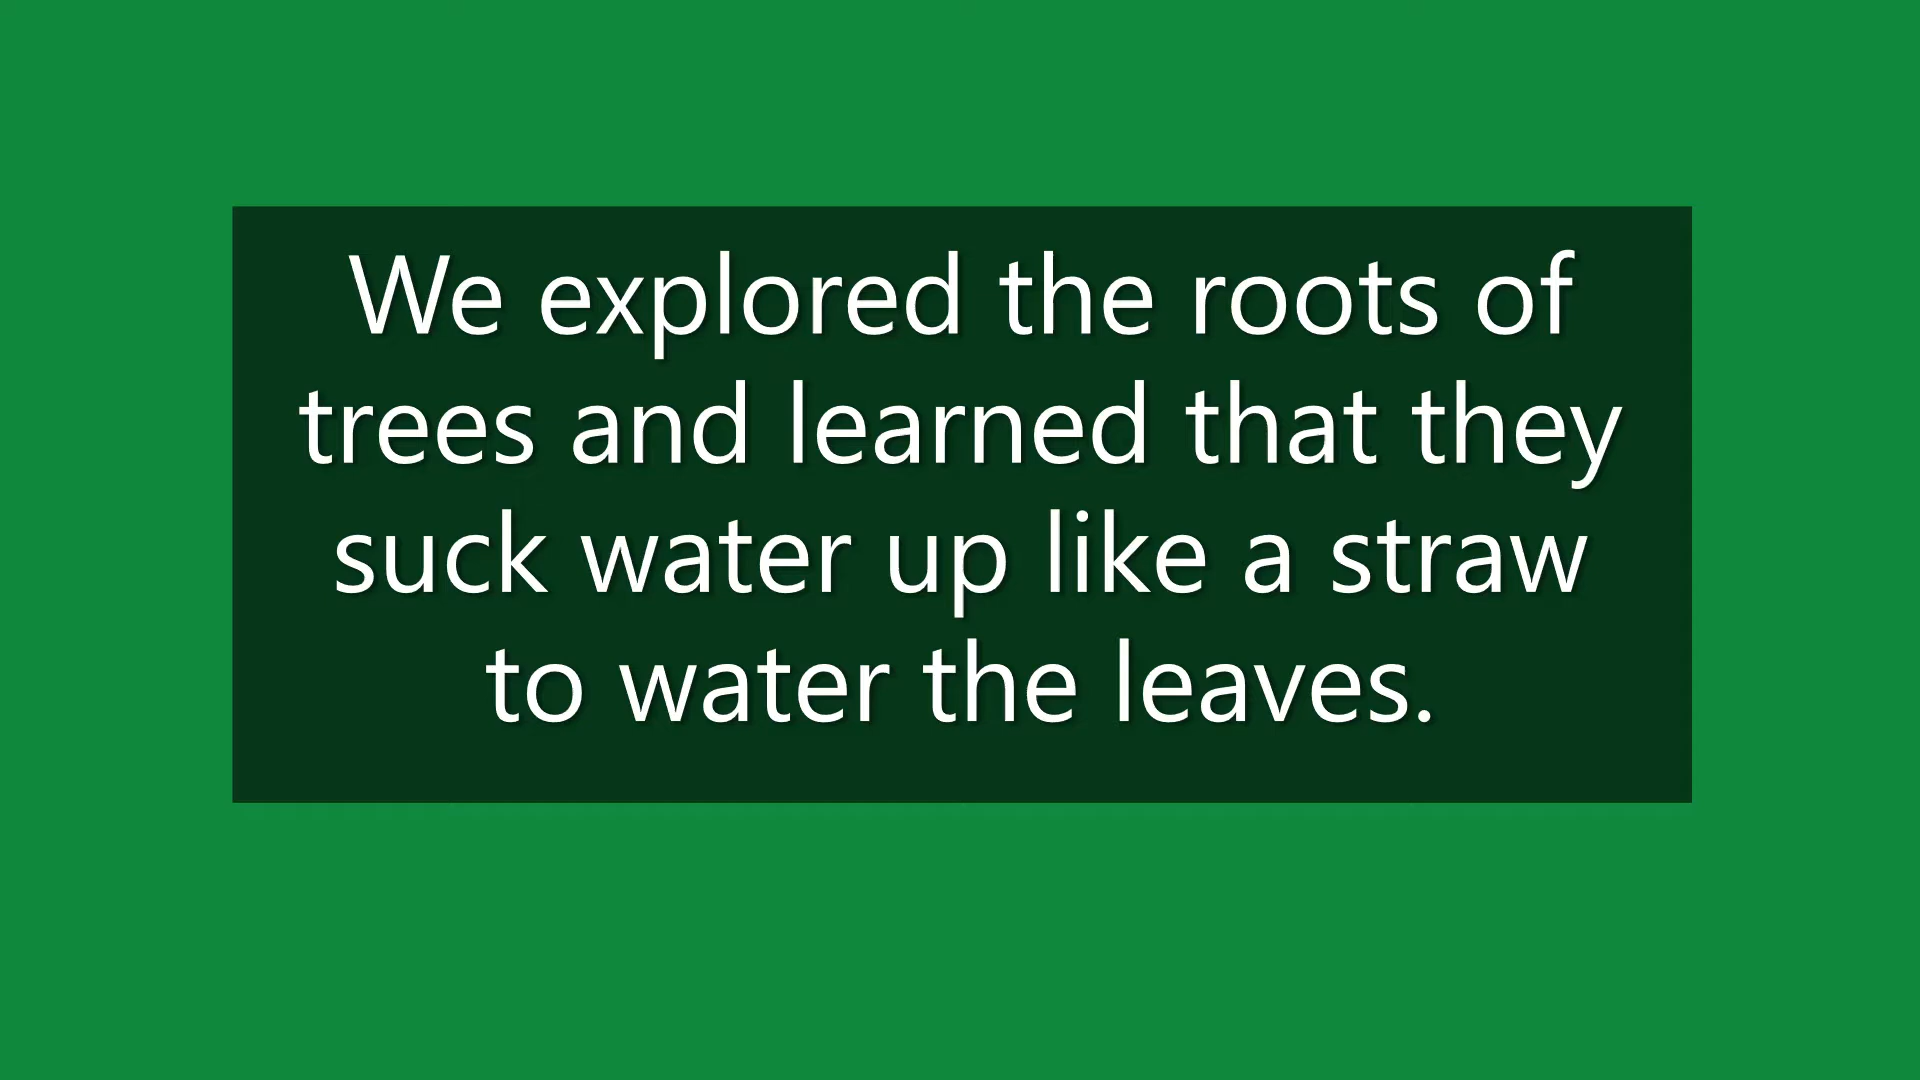 We explored the roots of
trees and learned that they
suck water up like a straw
to water the leaves.